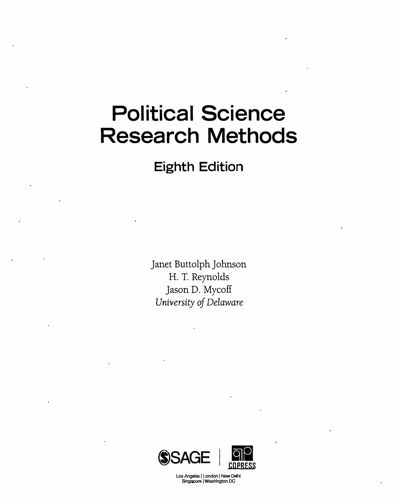 Political Science
Research Methods
Eighth Edition
Janet Buttolph Johnson
H. T. Reynolds
Jason D. Mycoff
University of Delaware
SAGE
COPRESS
Los Angeles | London | New Delhi
Singapore | Washington DC